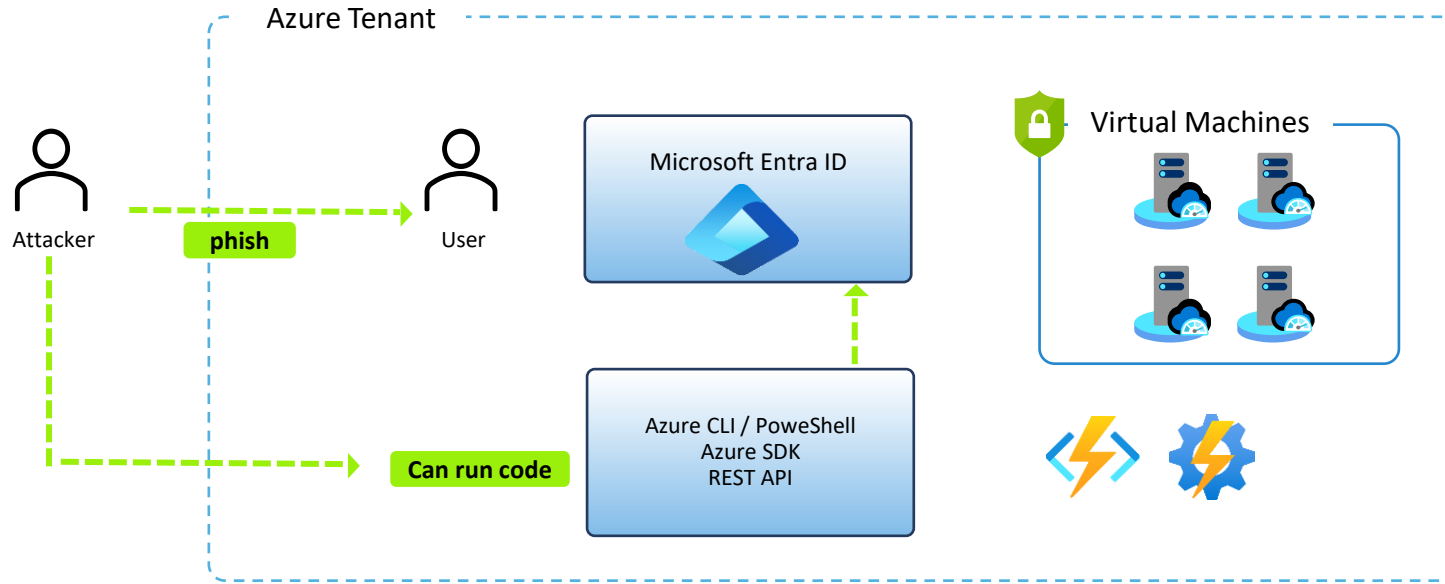 Azure Tenant
Attacker
phish
User
Microsoft Entra ID
Virtual Machines
Can run code
Azure CLI / PoweShell
Azure SDK
REST API